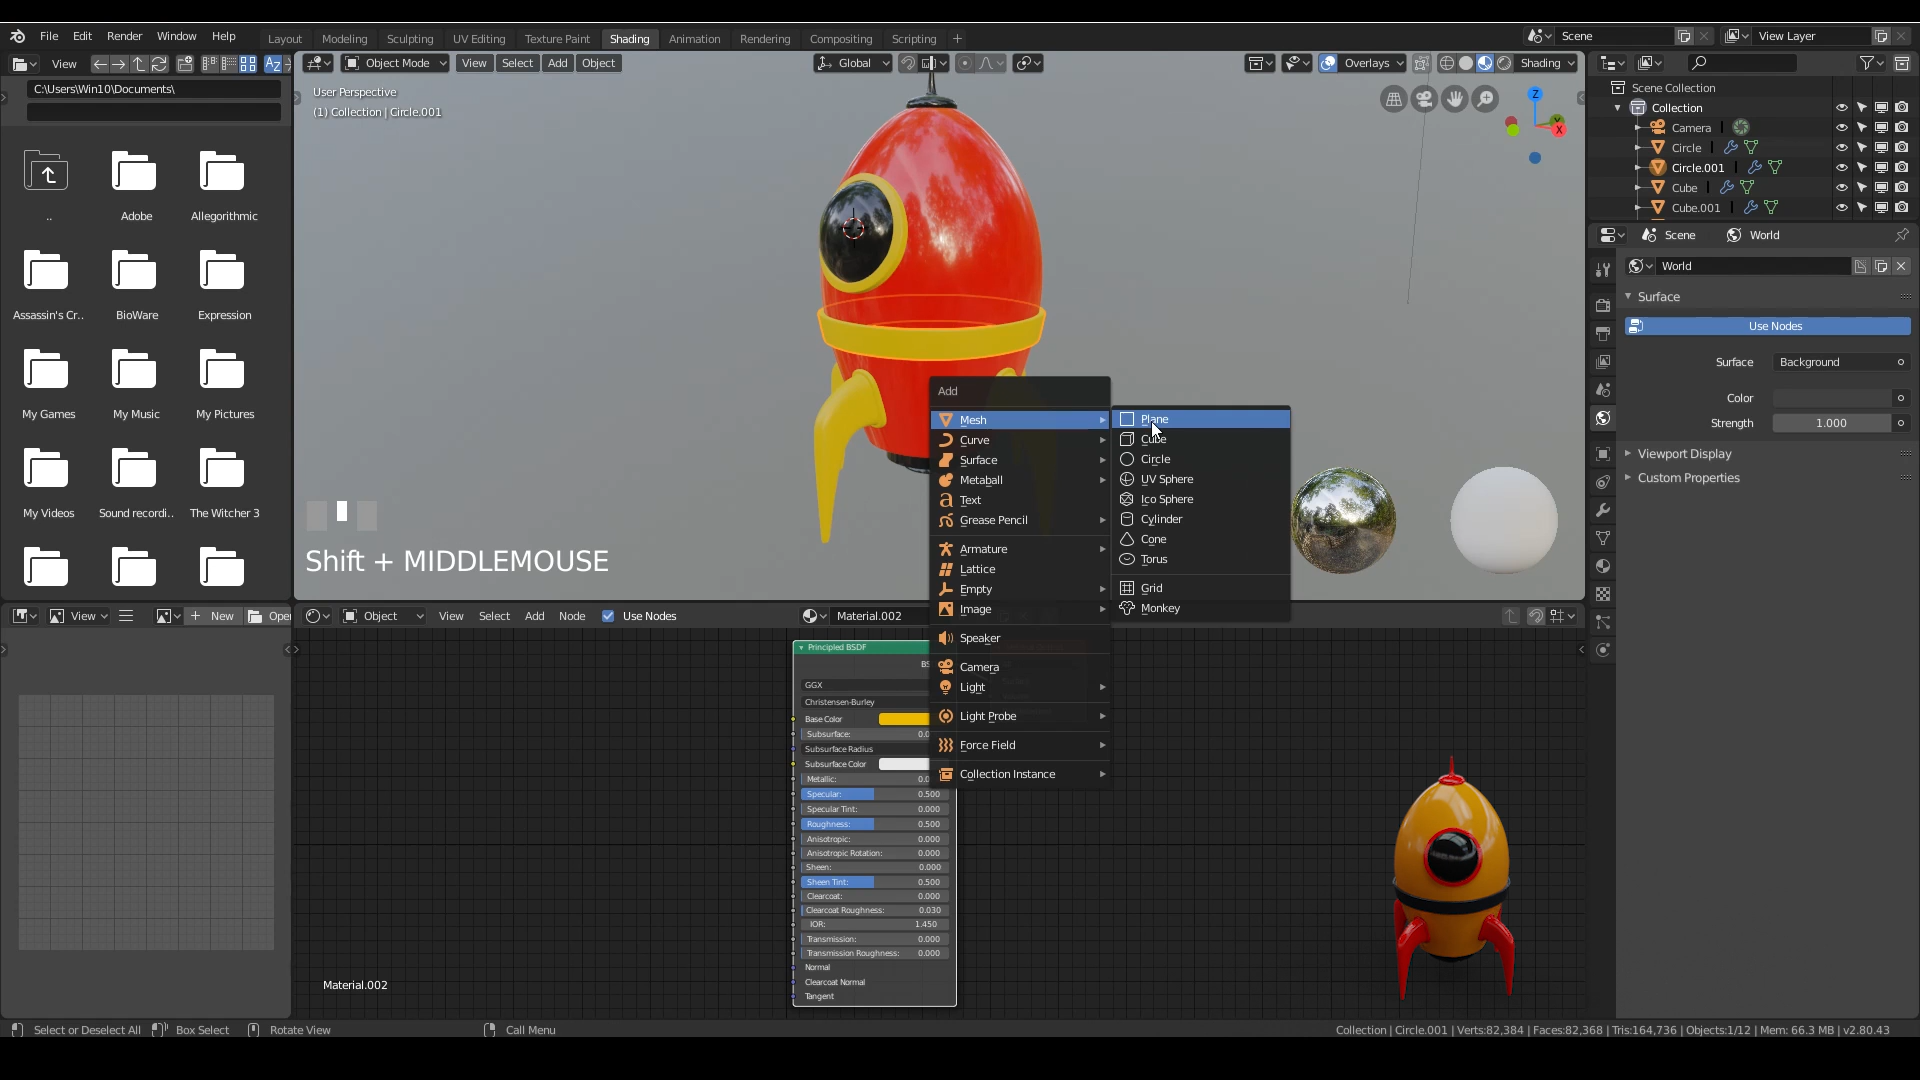 File Edit Render Window Help
Layout Modeling Sculpting UV Editing Texture Paint Shading Animation Rendering Compositing Scripting +
Scene
View Layer
View
Object Mode View Select Add Object
Global
Overlays
Shading
C:\Users\Win10\Documents\
User Perspective
(1) Collection | Circle.001
Z
Y
X
Scene Collection
Collection
Camera
Circle
Circle.001
Cube
Cube.001
..
Adobe
Allegorithmic
Assassin's Cr..
BioWare
Expression
My Games
My Music
My Pictures
My Videos
Sound recordi..
The Witcher 3
Scene World
World
Surface
Use Nodes
Surface Background
Color
Strength 1.000
Viewport Display
Custom Properties
Add
Mesh
Curve
Surface
Metaball
Text
Grease Pencil
Armature
Lattice
Empty
Image
Speaker
Camera
Light
Light Probe
Force Field
Collection Instance
Plane
Cube
Circle
UV Sphere
Ico Sphere
Cylinder
Cone
Torus
Grid
Monkey
Shift + MIDDLEMOUSE
View
New
Oper
Object View Select Add Node Use Nodes
Material.002
Principled BSDF
BS
GGX
Christensen-Burley
Base Color
Subsurface: 0.0
Subsurface Radius
Subsurface Color
Metallic: 0.0
Specular: 0.500
Specular Tint: 0.000
Roughness: 0.500
Anisotropic: 0.000
Anisotropic Rotation: 0.000
Sheen: 0.000
Sheen Tint: 0.500
Clearcoat: 0.000
Clearcoat Roughness: 0.030
IOR: 1.450
Transmission: 0.000
Transmission Roughness: 0.000
Normal
Clearcoat Normal
Tangent
Material.002
Select or Deselect All Box Select Rotate View Call Menu
Collection | Circle.001 | Verts:82,384 | Faces:82,368 | Tris:164,736 | Objects:1/12 | Mem: 66.3 MB | v2.80.43